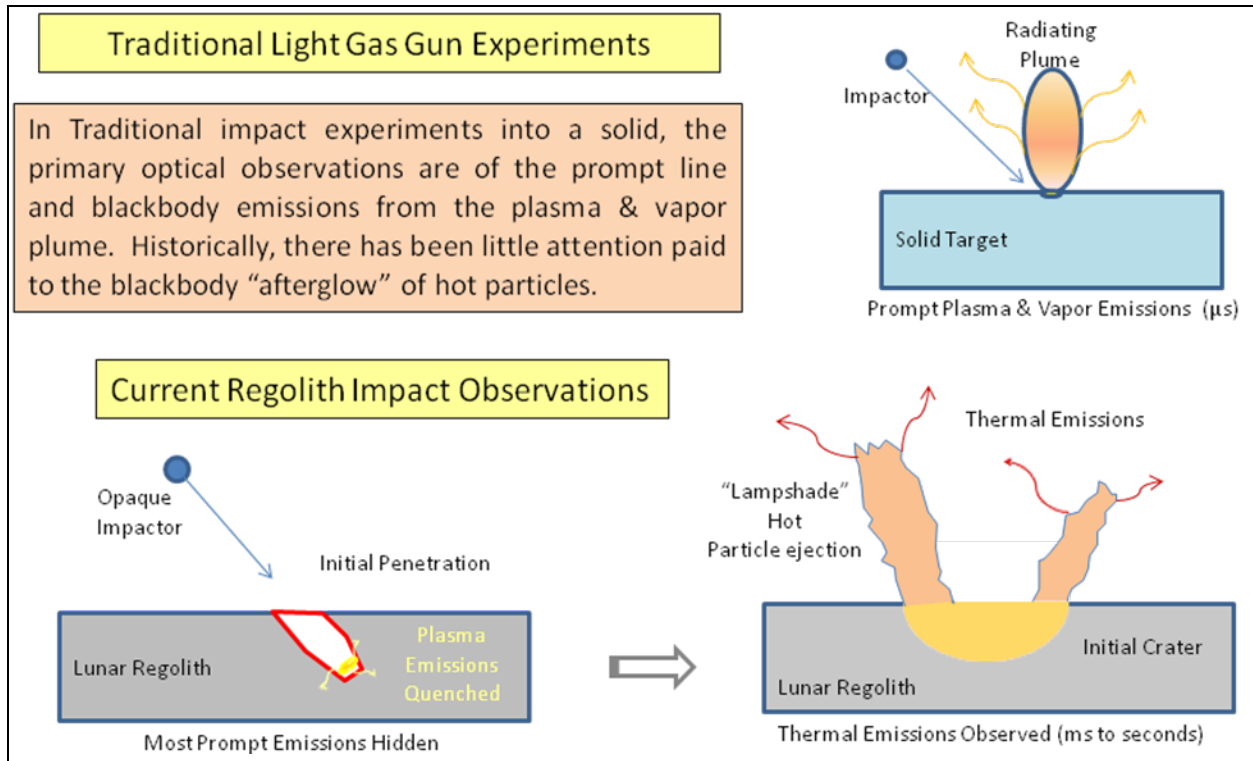 Traditional Light Gas Gun Experiments
In Traditional impact experiments into a solid, the
primary optical observations are of the prompt line
and blackbody emissions from the plasma & vapor
plume. Historically, there has been little attention paid
to the blackbody “afterglow” of hot particles.
Radiating
Plume
Impactor
Solid Target
Prompt Plasma & Vapor Emissions (µs)
Current Regolith Impact Observations
Opaque
Impactor
Initial Penetration
Plasma
Emissions
Quenched
Lunar Regolith
Most Prompt Emissions Hidden
Thermal Emissions
“Lampshade”
Hot
Particle ejection
Initial Crater
Lunar Regolith
Thermal Emissions Observed (ms to seconds)